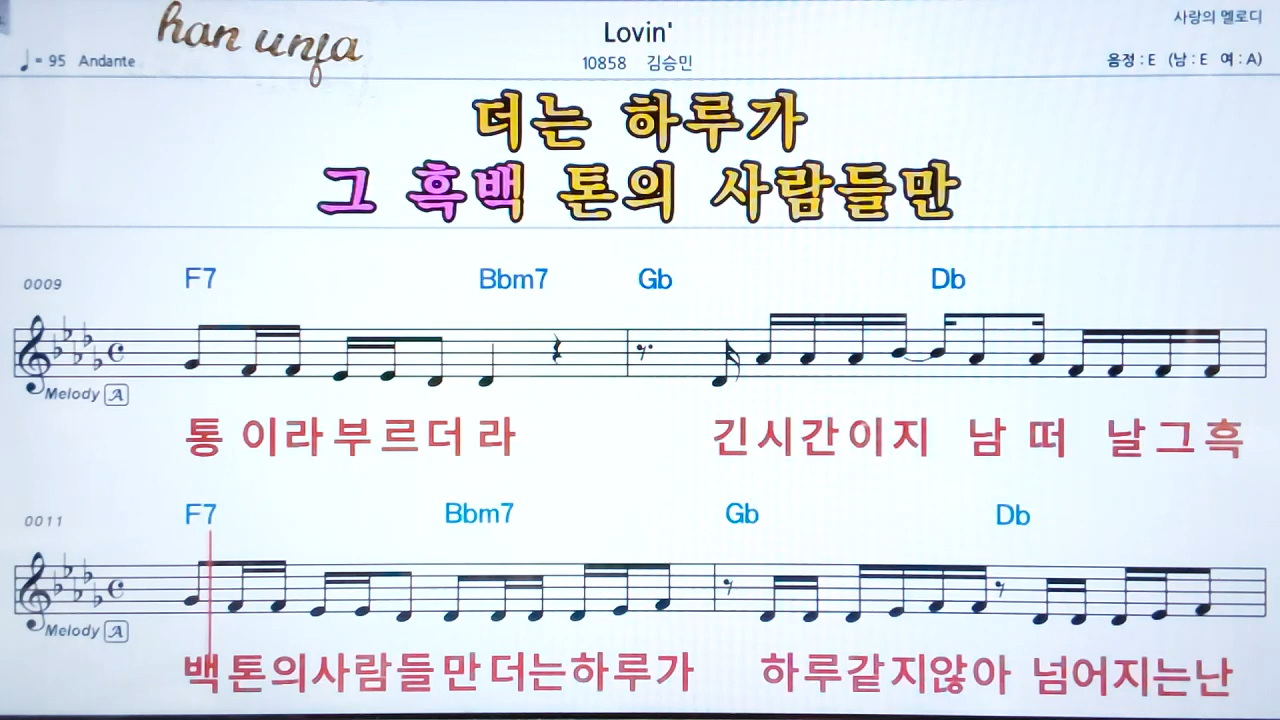 han unja
Lovin'
사랑의 멜로디
♩= 95 Andante
10858 김승민
음정 : E (남 : E 여 : A)
더는 하루가
그 흑백 톤의 사람들만
0009 F7 Bbm7 Gb Db
Melody A
통 이라부르더 라 긴시간이지 남 떠 날그흑
0011 F7 Bbm7 Gb Db
Melody A
백톤의사람들만더는하루가 하루같지않아 넘어지는난